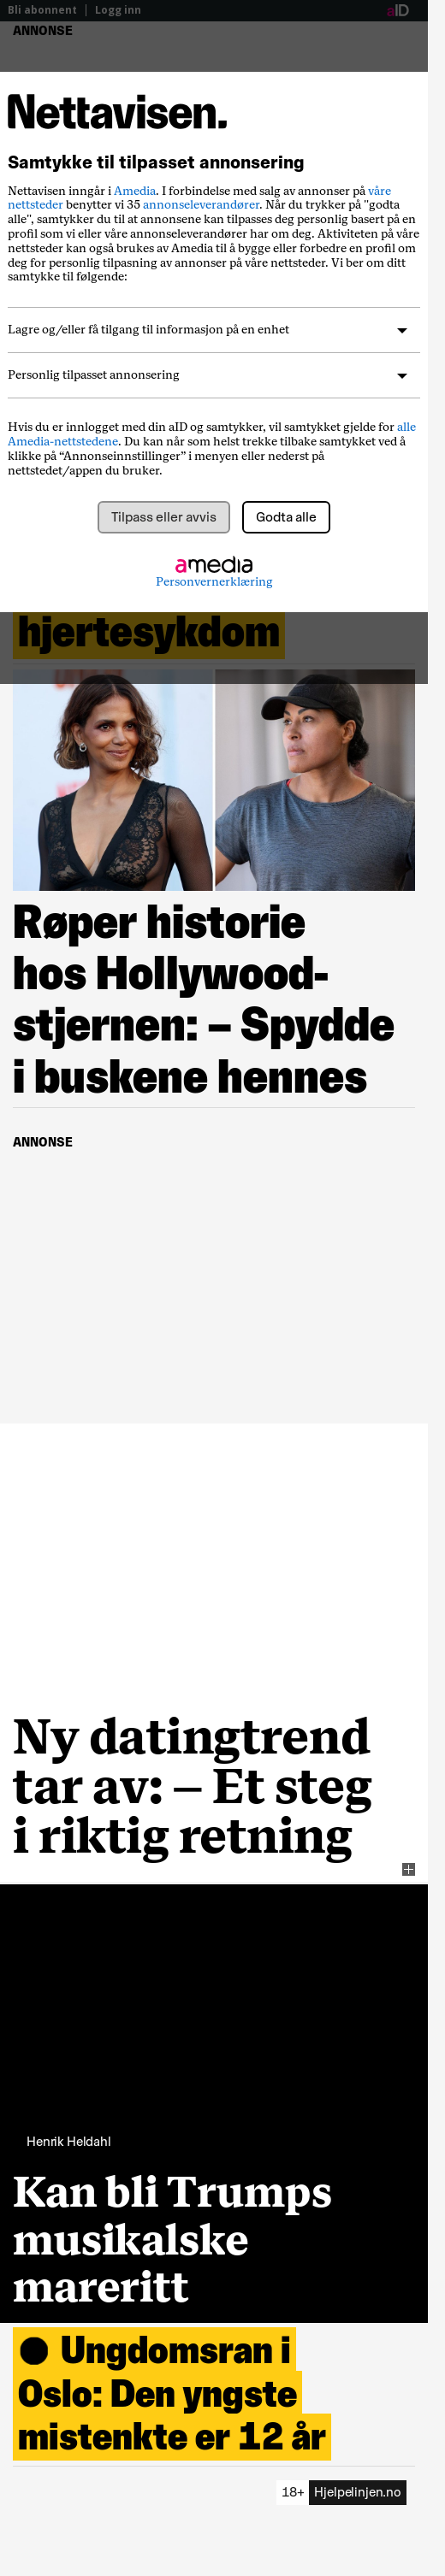 Bli abonnent | Logg inn
aID
ANNONSE
Nettavisen.
Samtykke til tilpasset annonsering
Nettavisen inngår i Amedia. I forbindelse med salg av annonser på våre
nettsteder benytter vi 35 annonseleverandører. Når du trykker på "godta
alle", samtykker du til at annonsene kan tilpasses deg personlig basert på en
profil som vi eller våre annonseleverandører har om deg. Aktiviteten på våre
nettsteder kan også brukes av Amedia til å bygge eller forbedre en profil om
deg for personlig tilpasning av annonser på våre nettsteder. Vi ber om ditt
samtykke til følgende:
Lagre og/eller få tilgang til informasjon på en enhet
Personlig tilpasset annonsering
Hvis du er innlogget med din aID og samtykker, vil samtykket gjelde for alle
Amedia-nettstedene. Du kan når som helst trekke tilbake samtykket ved å
klikke på “Annonseinnstillinger” i menyen eller nederst på
nettstedet/appen du bruker.
Tilpass eller avvis
Godta alle
amedia
Personvernerklæring
hjertesykdom
Røper historie
hos Hollywood-
stjernen: – Spydde
i buskene hennes
ANNONSE
Ny datingtrend
tar av: – Et steg
i riktig retning
Henrik Heldahl
Kan bli Trumps
musikalske
mareritt
Ungdomsran i
Oslo: Den yngste
mistenkte er 12 år
18+ Hjelpelinjen.no